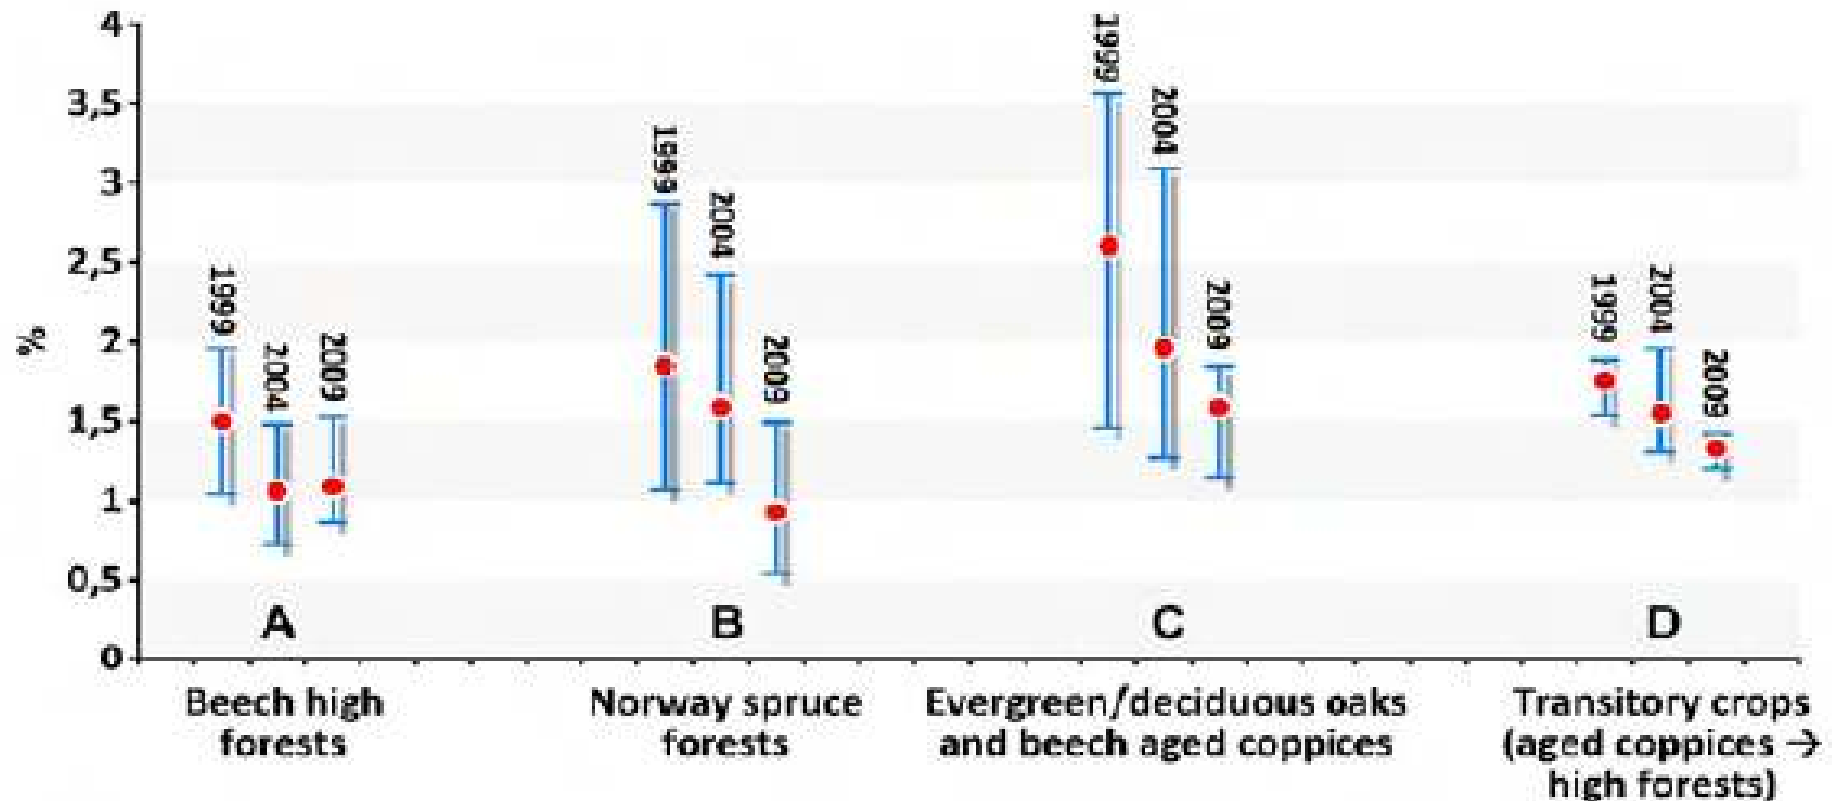 4
3,5
3
2,5
2
1,5
1
0,5
0
%
1999
2004
2009
1999
2004
2009
1999
2004
2009
1999
2004
2009
A
B
C
D
Beech high
forests
Norway spruce
forests
Evergreen/deciduous oaks
and beech aged coppices
Transitory crops
(aged coppices →
high forests)